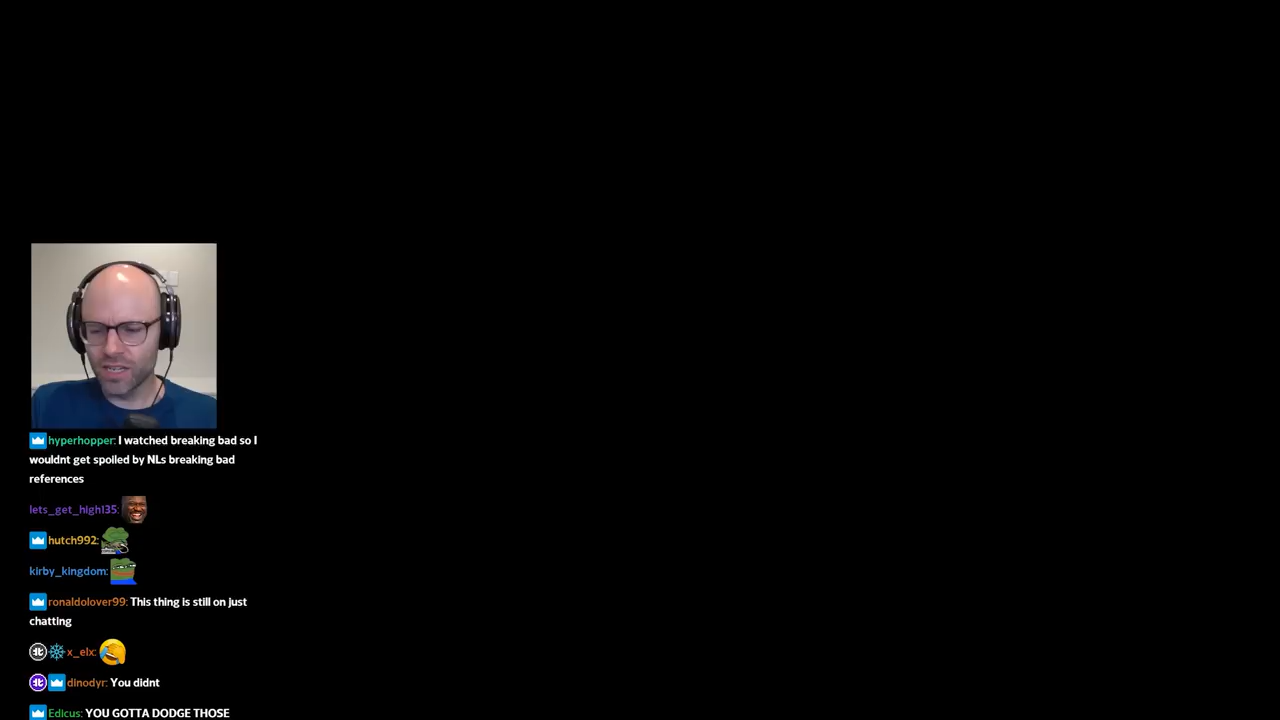 hyperhopper: I watched breaking bad so I
wouldnt get spoiled by NLs breaking bad
references
lets_get_high135:
hutch992:
kirby_kingdom:
ronaldolover99: This thing is still on just
chatting
x_elx:
dinodyr: You didnt
Edicus: YOU GOTTA DODGE THOSE